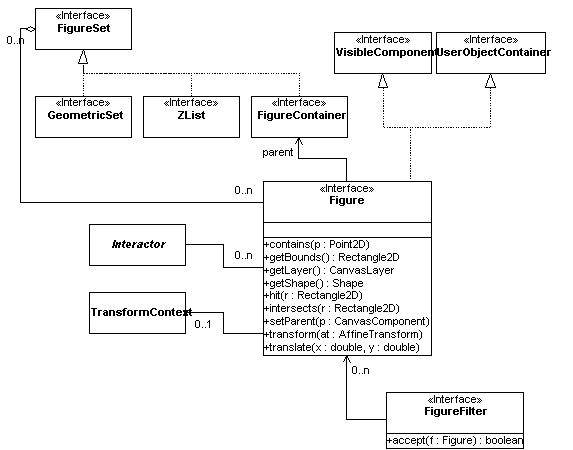 «Interface»
FigureSet
0..n
«Interface»
VisibleComponent
«Interface»
UserObjectContainer
«Interface»
GeometricSet
«Interface»
ZList
«Interface»
FigureContainer
parent
0..n
«Interface»
Figure
+contains(p : Point2D)
+getBounds() : Rectangle2D
+getLayer() : CanvasLayer
+getShape() : Shape
+hit(r : Rectangle2D)
+intersects(r : Rectangle2D)
+setParent(p : CanvasComponent)
+transform(at : AffineTransform)
+translate(x : double, y : double)
Interactor
0..n
TransformContext
0..1
0..n
«Interface»
FigureFilter
+accept(f : Figure) : boolean